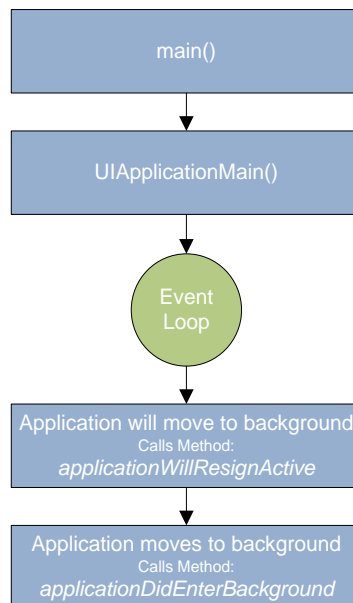 main()
UIApplicationMain()
Event
Loop
Application will move to background
Calls Method:
applicationWillResignActive
Application moves to background
Calls Method:
applicationDidEnterBackground